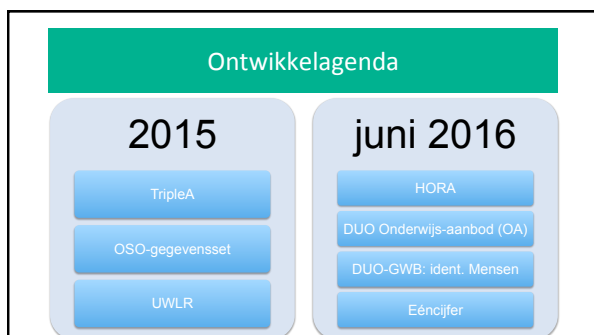 Ontwikkelagenda
2015
TripleA
OSO-gegevensset
UWLR
juni 2016
HORA
DUO Onderwijs-aanbod (OA)
DUO-GWB: ident. Mensen
Eéncijfer